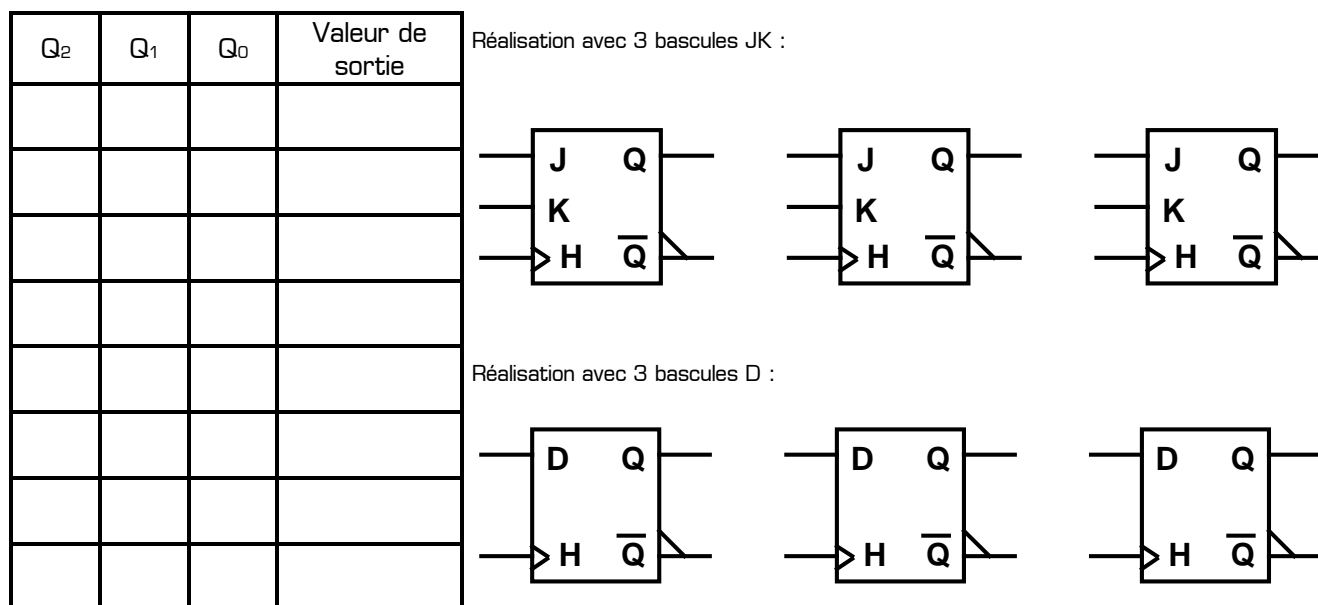 Q2 Q1 Q0 Valeur de sortie
Réalisation avec 3 bascules JK :
J Q J Q J Q
K K K
H Q̅ H Q̅ H Q̅
Réalisation avec 3 bascules D :
D Q D Q D Q
H Q̅ H Q̅ H Q̅